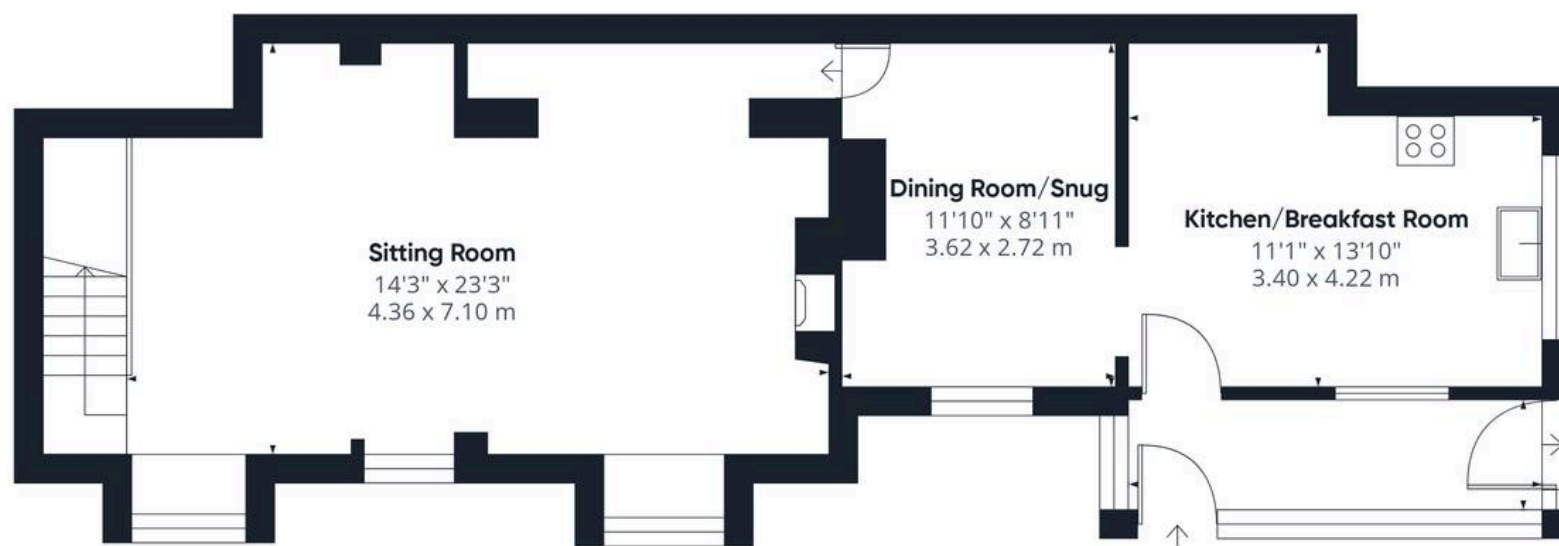 Sitting Room
14'3" x 23'3"
4.36 x 7.10 m
Dining Room/Snug
11'10" x 8'11"
3.62 x 2.72 m
Kitchen/Breakfast Room
11'1" x 13'10"
3.40 x 4.22 m